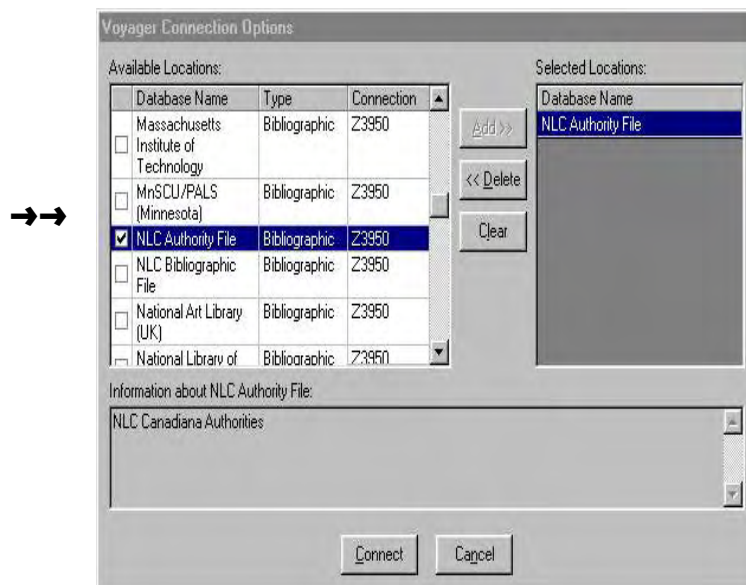 Voyager Connection Options
Available Locations:
Database Name Type Connection
Massachusetts Bibliographic Z3950
Institute of
Technology
MnSCU/PALS Bibliographic Z3950
(Minnesota)
NLC Authority File Bibliographic Z3950
NLC Bibliographic Bibliographic Z3950
File
National Art Library Bibliographic Z3950
(UK)
National Library of Bibliographic Z3950
Add >>
<< Delete
Clear
Selected Locations:
Database Name
NLC Authority File
Information about NLC Authority File:
NLC Canadiana Authorities
Connect Cancel